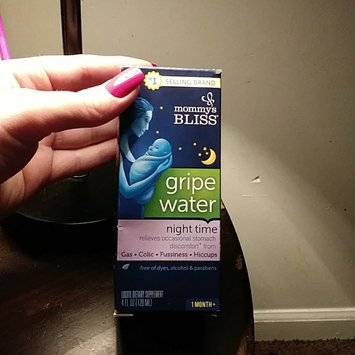 #1 SELLING BRAND
mommy's
BLISS®
gripe
water
night time
relieves occasional stomach
discomfort* from
Gas • Colic • Fussiness • Hiccups
free of dyes, alcohol & parabens
LIQUID DIETARY SUPPLEMENT
4 FL OZ (120 ML)
1 MONTH +